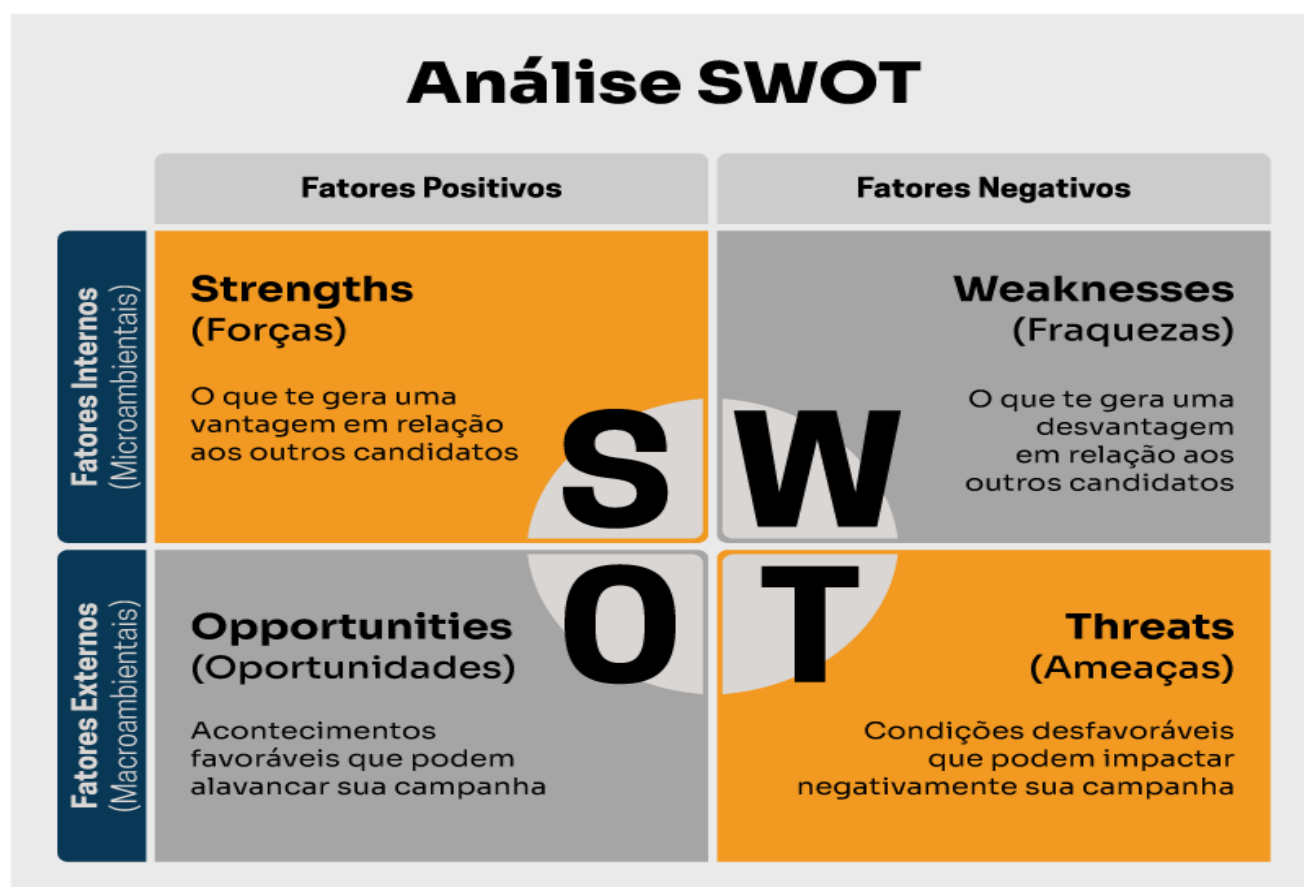 Análise SWOT
Fatores Positivos
Fatores Negativos
Fatores Internos
(Microambientais)
Strengths
(Forças)
O que te gera uma
vantagem em relação
aos outros candidatos
S
Weaknesses
(Fraquezas)
O que te gera uma
desvantagem
em relação aos
outros candidatos
W
Fatores Externos
(Macroambientais)
Opportunities
(Oportunidades)
Acontecimentos
favoráveis que podem
alavancar sua campanha
O
Threats
(Ameaças)
Condições desfavoráveis
que podem impactar
negativamente sua campanha
T